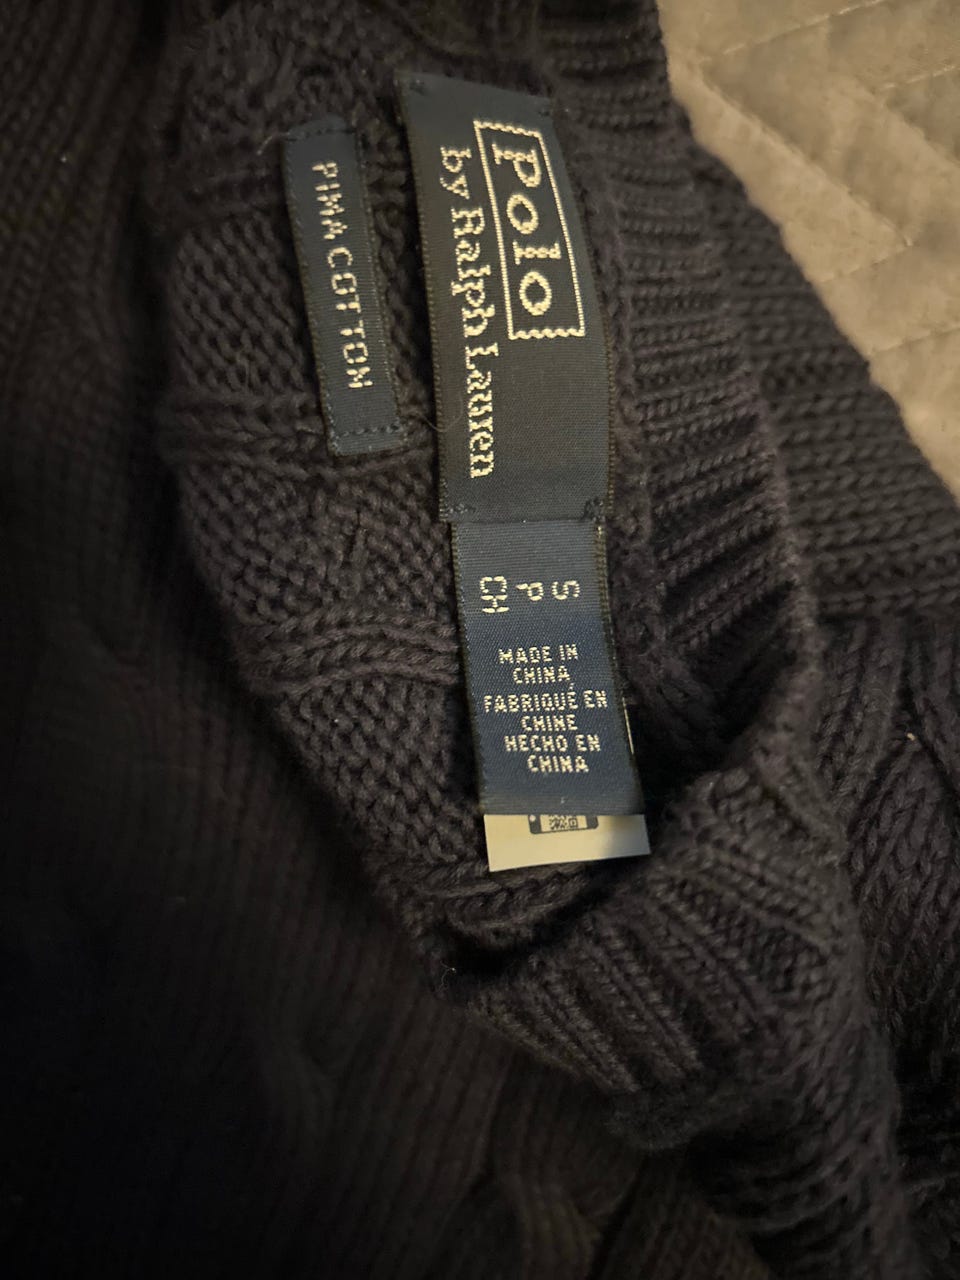 Polo
by Ralph Lauren
PIMA COTTON
S
P
CH
MADE IN
CHINA
FABRIQUÉ EN
CHINE
HECHO EN
CHINA